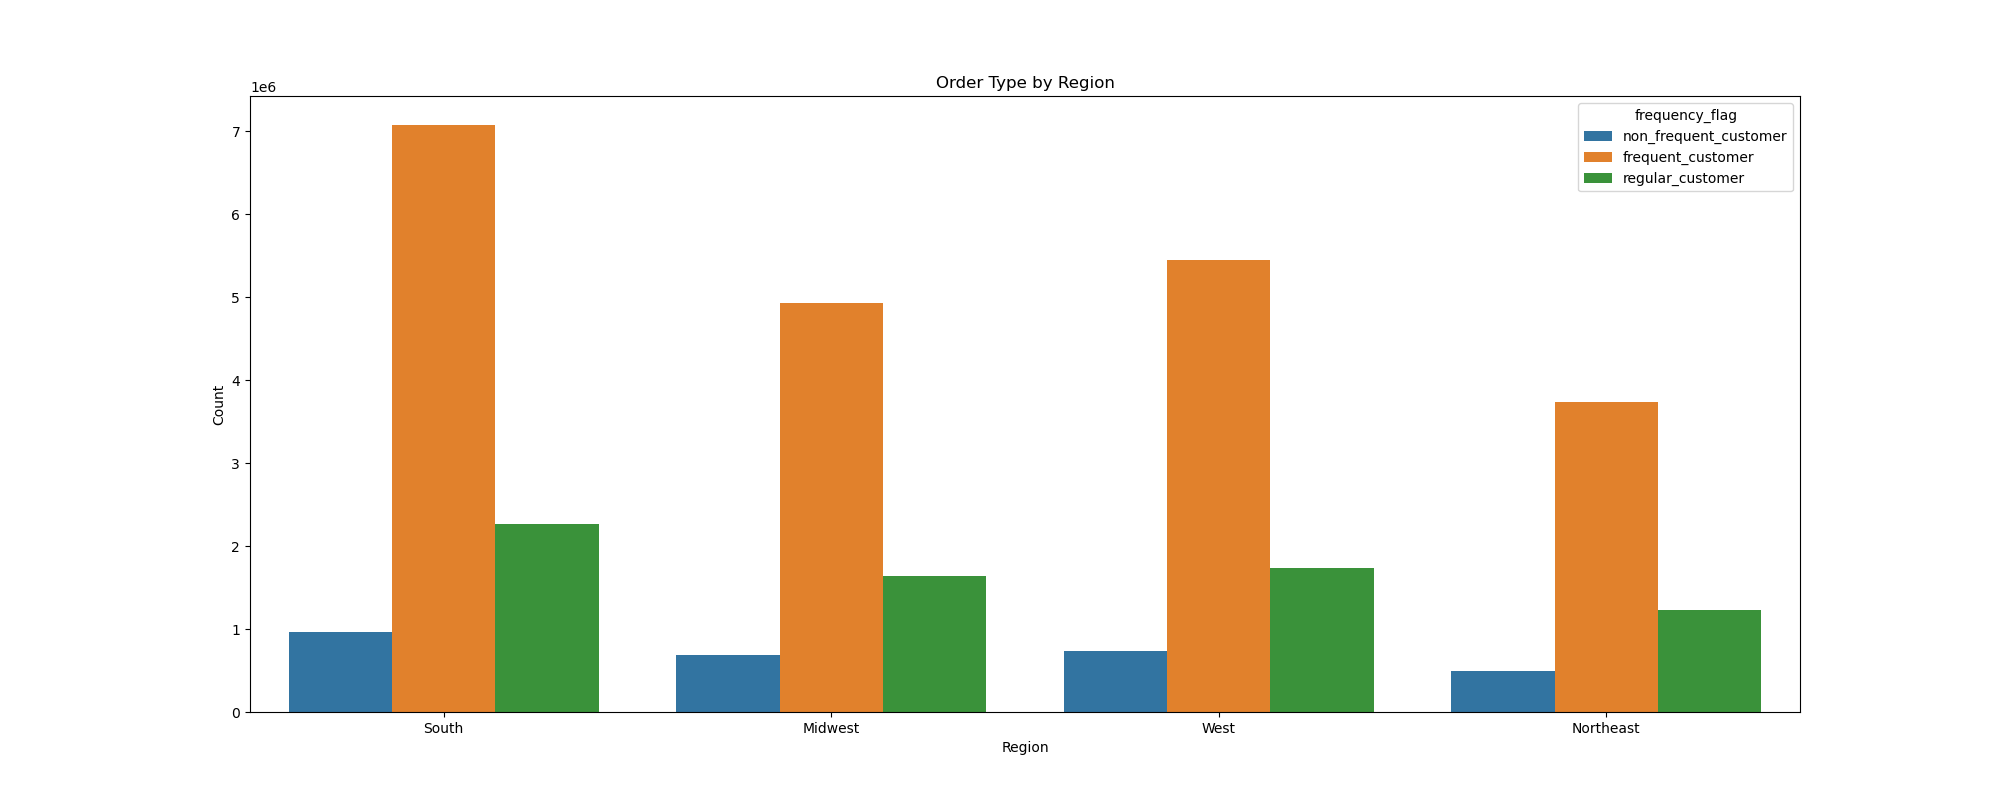 Order Type by Region
1e6
7
6
5
4
3
2
1
0
Count
frequency_flag
non_frequent_customer
frequent_customer
regular_customer
South
Midwest
West
Northeast
Region